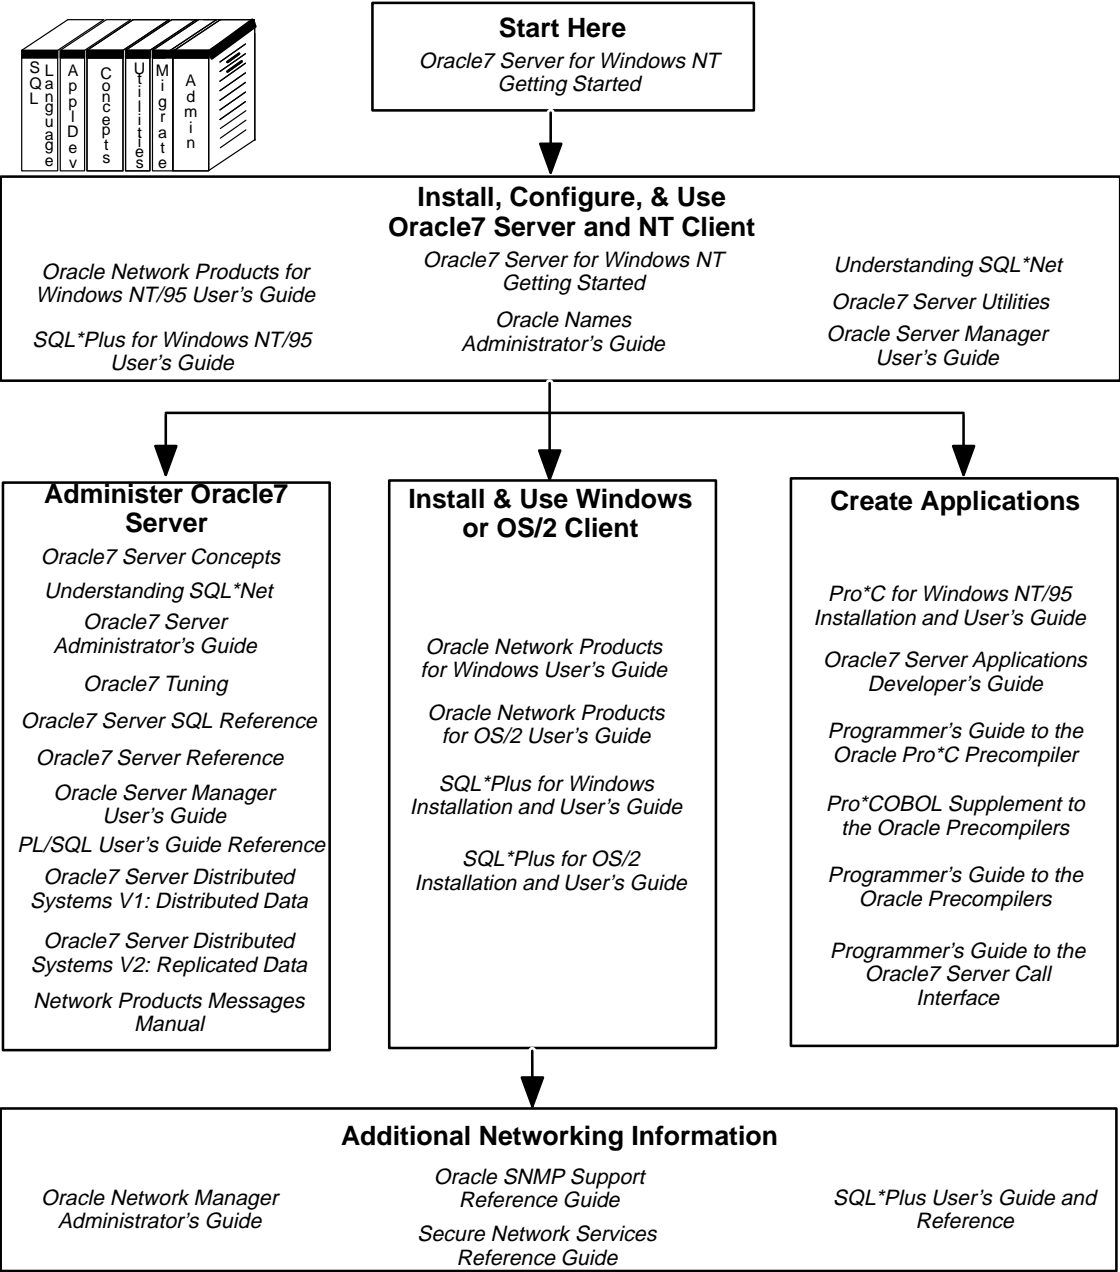 SQL
Language
ApplDev
Concepts
Utilities
Migrate
Admin
Start Here
Oracle7 Server for Windows NT
Getting Started
Install, Configure, & Use
Oracle7 Server and NT Client
Oracle Network Products for
Windows NT/95 User’s Guide
SQL*Plus for Windows NT/95
User’s Guide
Oracle7 Server for Windows NT
Getting Started
Oracle Names
Administrator’s Guide
Understanding SQL*Net
Oracle7 Server Utilities
Oracle Server Manager
User’s Guide
Administer Oracle7
Server
Oracle7 Server Concepts
Understanding SQL*Net
Oracle7 Server
Administrator’s Guide
Oracle7 Tuning
Oracle7 Server SQL Reference
Oracle7 Server Reference
Oracle Server Manager
User’s Guide
PL/SQL User’s Guide Reference
Oracle7 Server Distributed
Systems V1: Distributed Data
Oracle7 Server Distributed
Systems V2: Replicated Data
Network Products Messages
Manual
Install & Use Windows
or OS/2 Client
Oracle Network Products
for Windows User’s Guide
Oracle Network Products
for OS/2 User’s Guide
SQL*Plus for Windows
Installation and User’s Guide
SQL*Plus for OS/2
Installation and User’s Guide
Create Applications
Pro*C for Windows NT/95
Installation and User’s Guide
Oracle7 Server Applications
Developer’s Guide
Programmer’s Guide to the
Oracle Pro*C Precompiler
Pro*COBOL Supplement to
the Oracle Precompilers
Programmer’s Guide to the
Oracle Precompilers
Programmer’s Guide to the
Oracle7 Server Call
Interface
Additional Networking Information
Oracle Network Manager
Administrator’s Guide
Oracle SNMP Support
Reference Guide
Secure Network Services
Reference Guide
SQL*Plus User’s Guide and
Reference